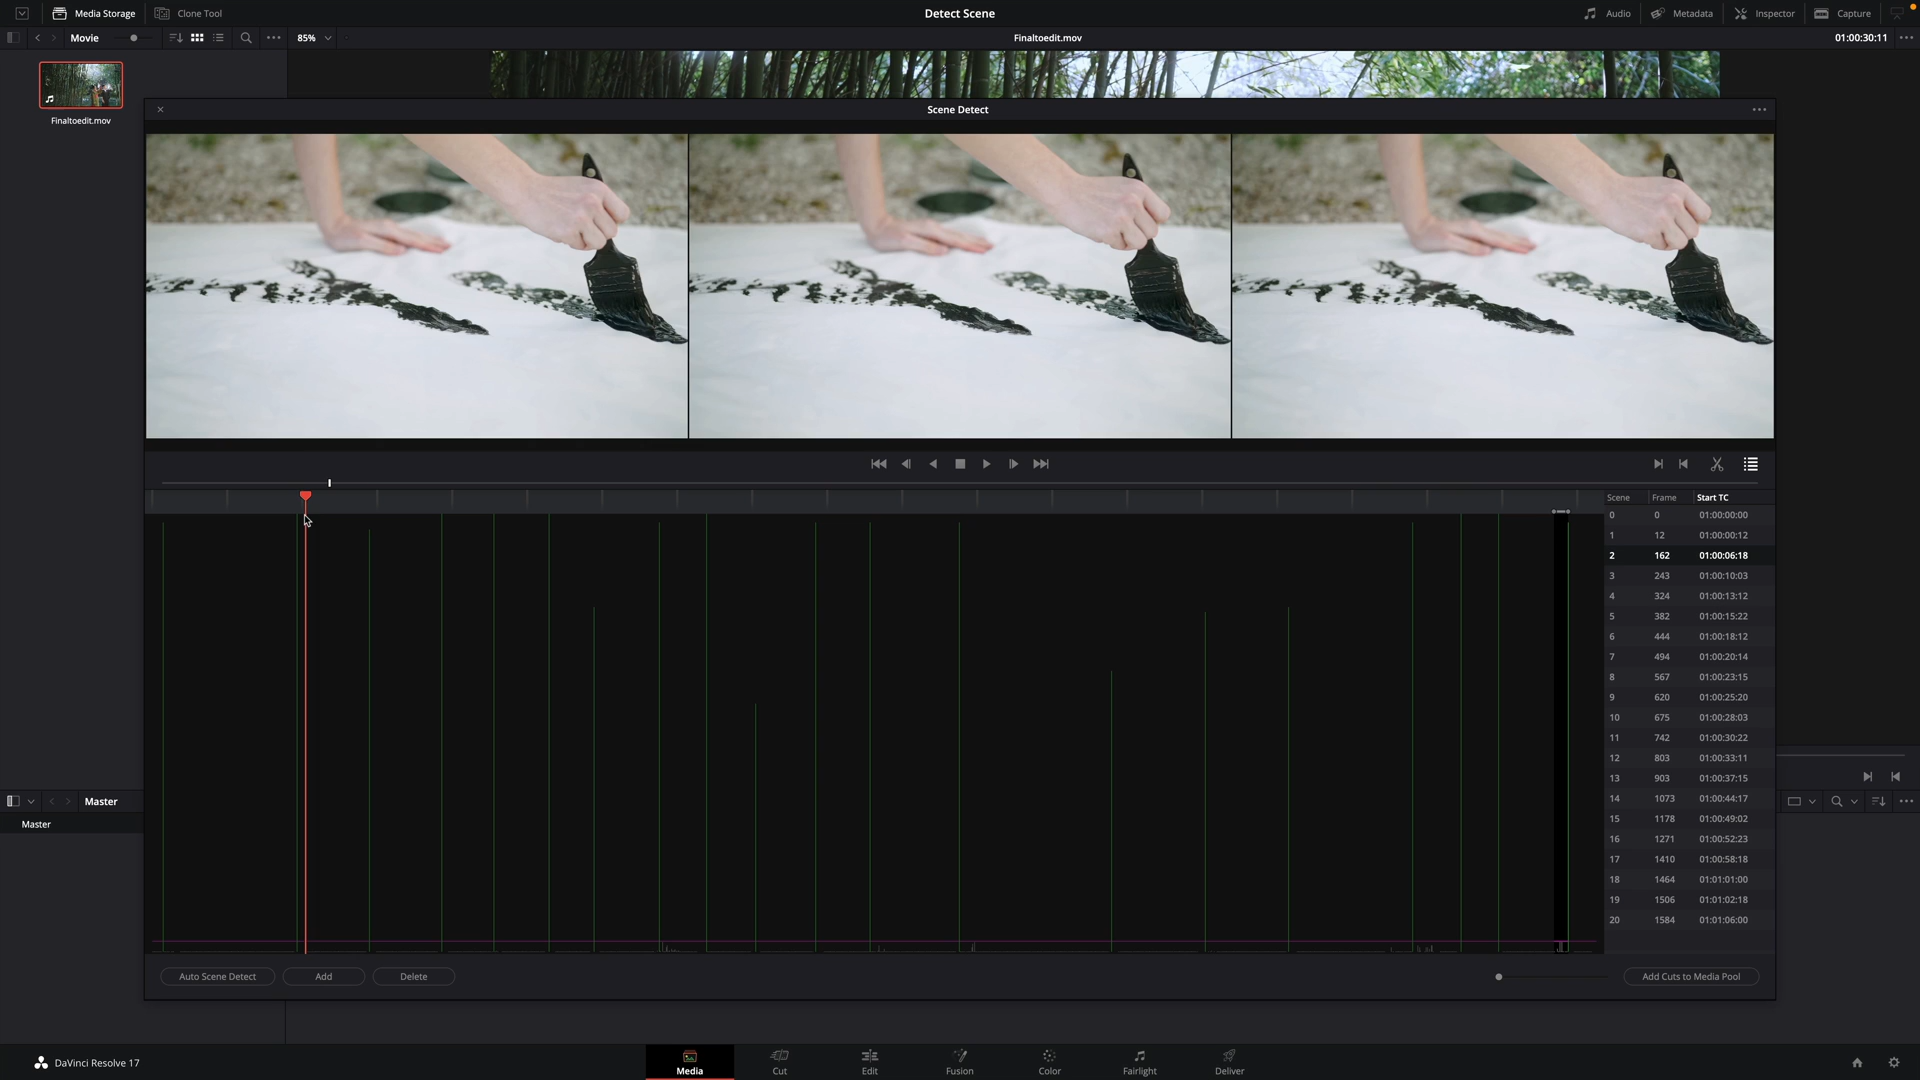 Media Storage Clone Tool Detect Scene Audio Metadata Inspector Capture
Movie 85% Finaltoedit.mov 01:00:30:11
Finaltoedit.mov
Scene Detect
Scene Frame Start TC
0 0 01:00:00:00
1 12 01:00:00:12
2 162 01:00:06:18
3 243 01:00:10:03
4 324 01:00:13:12
5 382 01:00:15:22
6 444 01:00:18:12
7 494 01:00:20:14
8 567 01:00:23:15
9 620 01:00:25:20
10 675 01:00:28:03
11 742 01:00:30:22
12 803 01:00:33:11
13 903 01:00:37:15
14 1073 01:00:44:17
15 1178 01:00:49:02
16 1271 01:00:52:23
17 1410 01:00:58:18
18 1464 01:01:01:00
19 1506 01:01:02:18
20 1584 01:01:06:00
Master
Master
Auto Scene Detect Add Delete Add Cuts to Media Pool
DaVinci Resolve 17 Media Cut Edit Fusion Color Fairlight Deliver